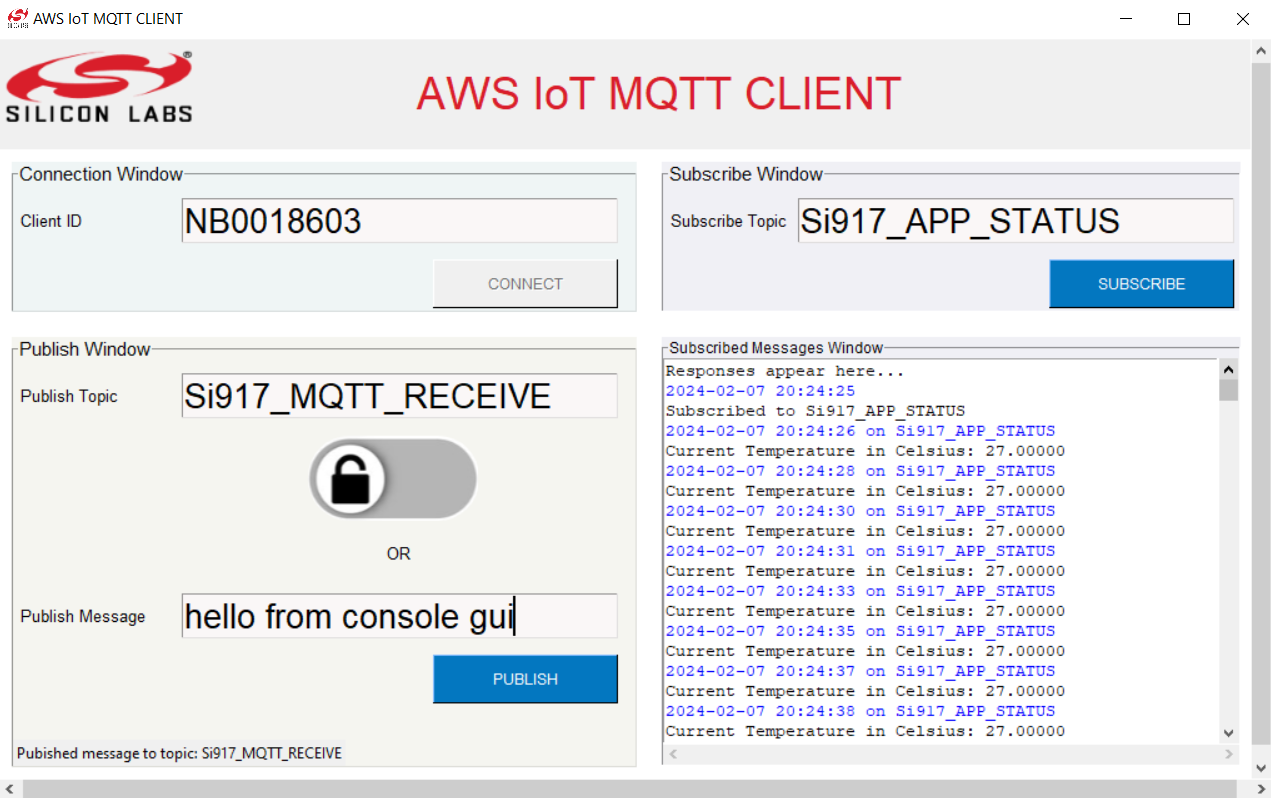 AWS IoT MQTT CLIENT
SILICON LABS
AWS IoT MQTT CLIENT
Connection Window
Client ID
NB0018603
CONNECT
Subscribe Window
Subscribe Topic
Si917_APP_STATUS
SUBSCRIBE
Publish Window
Publish Topic
Si917_MQTT_RECEIVE
OR
Publish Message
hello from console gui
PUBLISH
Pubished message to topic: Si917_MQTT_RECEIVE
Subscribed Messages Window
Responses appear here...
2024-02-07 20:24:25
Subscribed to Si917_APP_STATUS
2024-02-07 20:24:26 on Si917_APP_STATUS
Current Temperature in Celsius: 27.00000
2024-02-07 20:24:28 on Si917_APP_STATUS
Current Temperature in Celsius: 27.00000
2024-02-07 20:24:30 on Si917_APP_STATUS
Current Temperature in Celsius: 27.00000
2024-02-07 20:24:31 on Si917_APP_STATUS
Current Temperature in Celsius: 27.00000
2024-02-07 20:24:33 on Si917_APP_STATUS
Current Temperature in Celsius: 27.00000
2024-02-07 20:24:35 on Si917_APP_STATUS
Current Temperature in Celsius: 27.00000
2024-02-07 20:24:37 on Si917_APP_STATUS
Current Temperature in Celsius: 27.00000
2024-02-07 20:24:38 on Si917_APP_STATUS
Current Temperature in Celsius: 27.00000